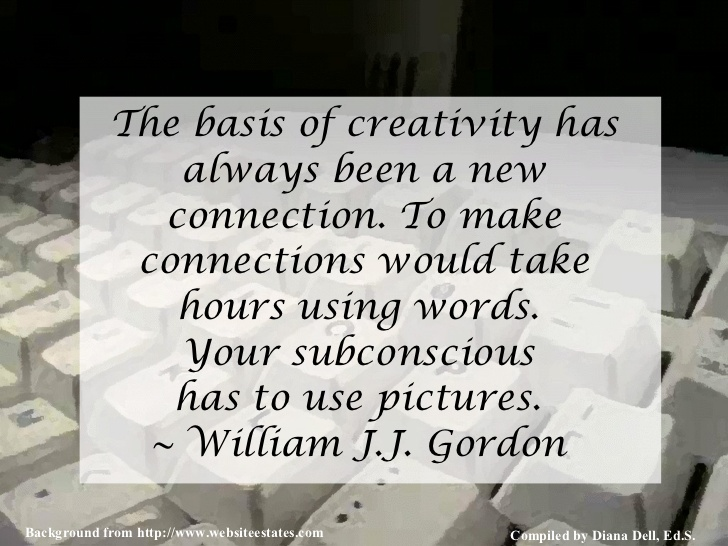 The basis of creativity has
always been a new
connection. To make
connections would take
hours using words.
Your subconscious
has to use pictures.
~ William J.J. Gordon
Background from http://www.websiteestates.com
Compiled by Diana Dell, Ed.S.